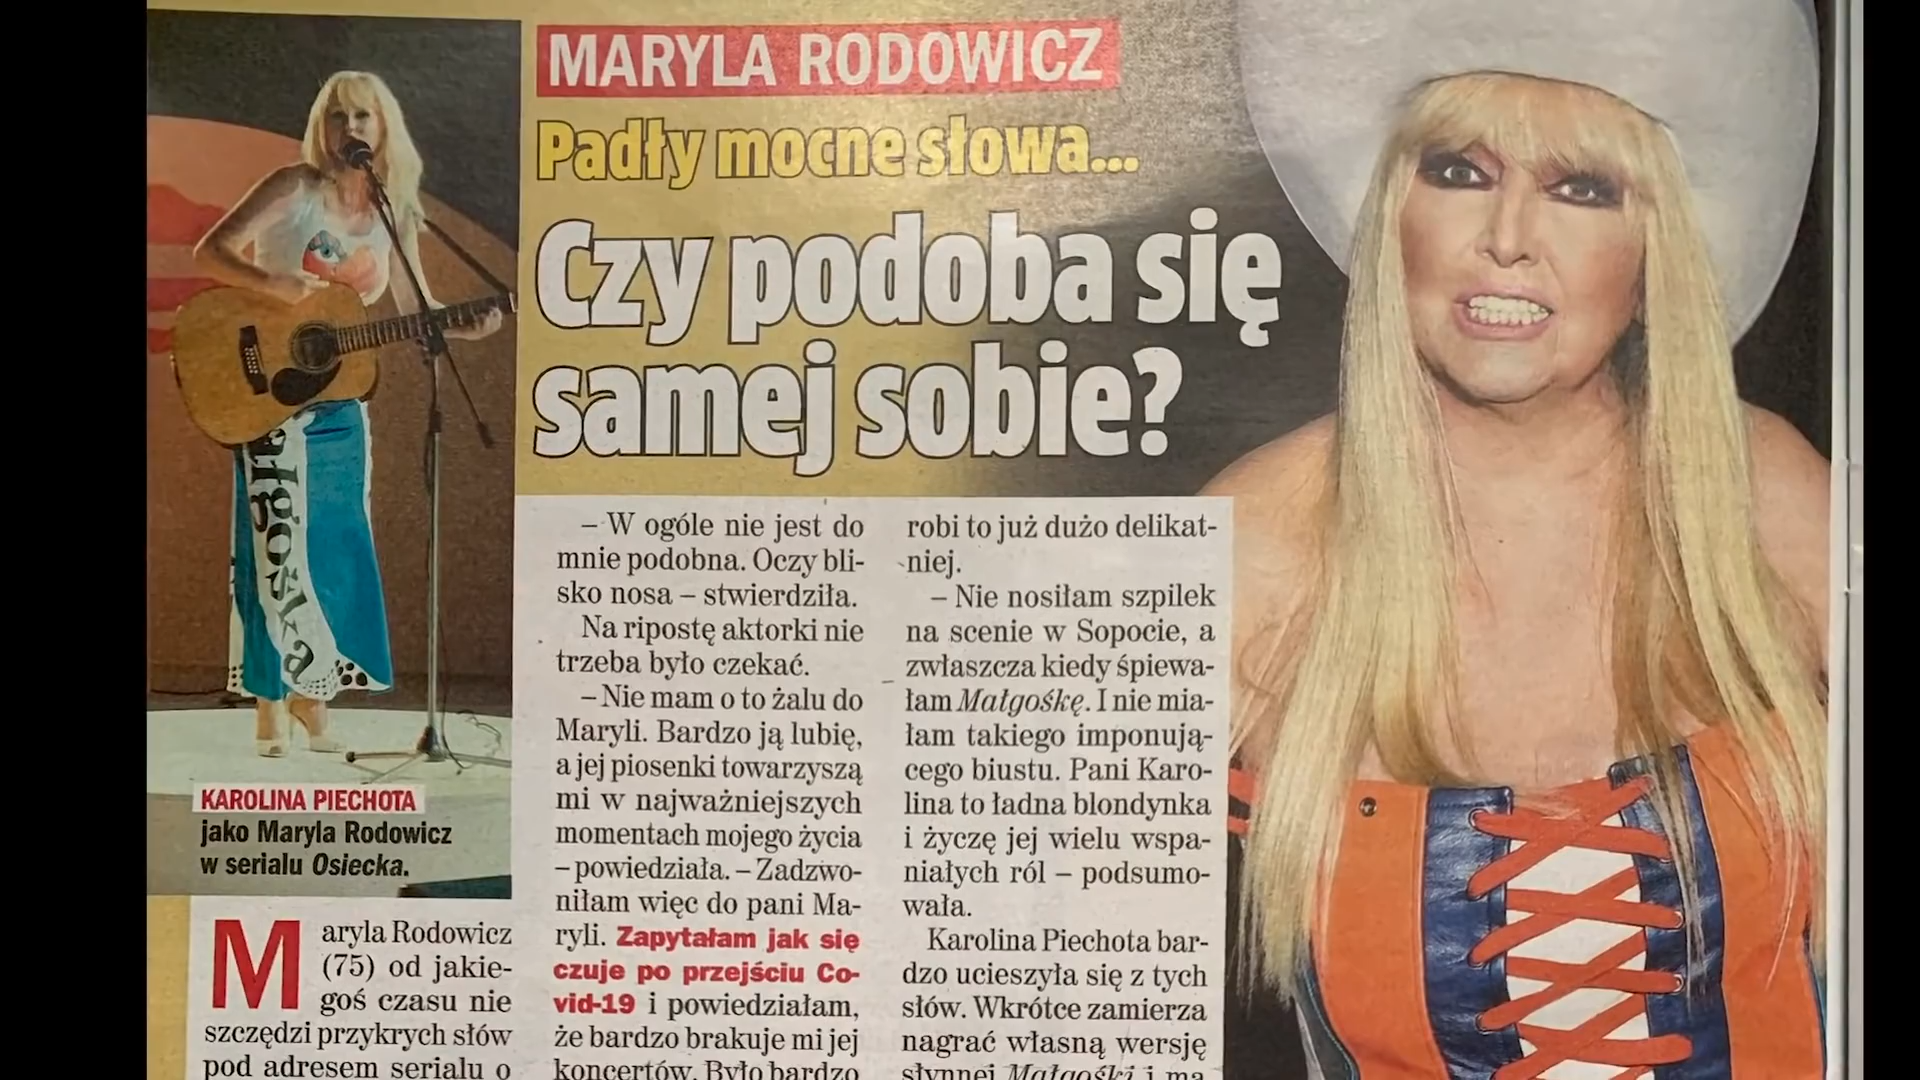 MARYLA RODOWICZ
Padły mocne słowa...
Czy podoba się
samej sobie?
ałgośka
KAROLINA PIECHOTA
jako Maryla Rodowicz
w serialu Osiecka.
Maryla Rodowicz
(75) od jakie-
goś czasu nie
szczędzi przykrych słów
pod adresem serialu o
– W ogóle nie jest do
mnie podobna. Oczy bli-
sko nosa – stwierdziła.
Na ripostę aktorki nie
trzeba było czekać.
– Nie mam o to żalu do
Maryli. Bardzo ją lubię,
a jej piosenki towarzyszą
mi w najważniejszych
momentach mojego życia
– powiedziała. – Zadzwo-
niłam więc do pani Ma-
ryli. Zapytałam jak się
czuje po przejściu Co-
vid-19 i powiedziałam,
że bardzo brakuje mi jej
koncertów. Było bardzo
robi to już dużo delikat-
niej.
– Nie nosiłam szpilek
na scenie w Sopocie, a
zwłaszcza kiedy śpiewa-
łam Małgośkę. I nie mia-
łam takiego imponują-
cego biustu. Pani Karo-
lina to ładna blondynka
i życzę jej wielu wspa-
niałych ról – podsumo-
wała.
Karolina Piechota bar-
dzo ucieszyła się z tych
słów. Wkrótce zamierza
nagrać własną wersję
słynnej Małgośki i ma